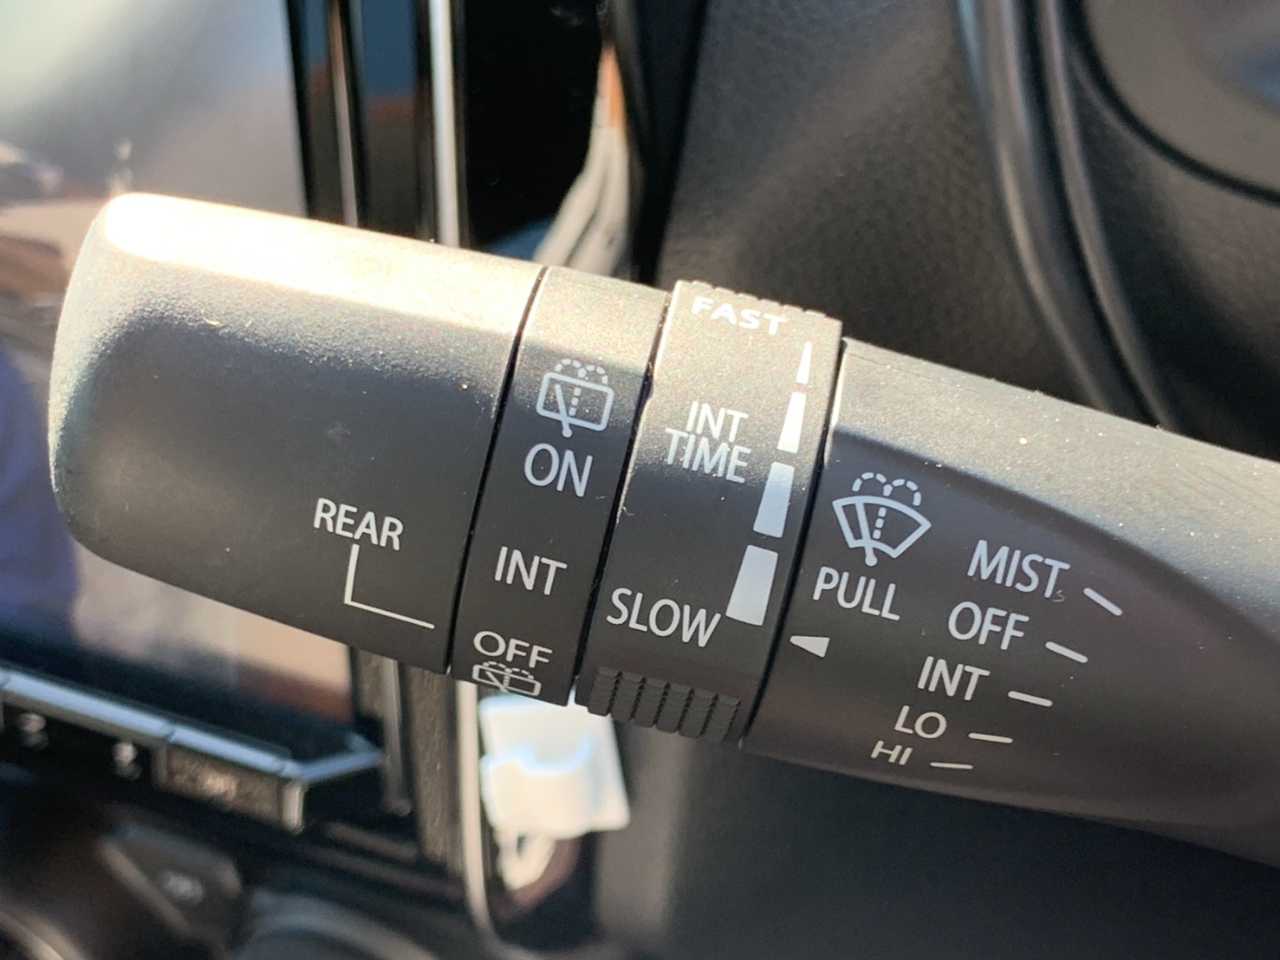 REAR
ON
INT
OFF
FAST
INT
TIME
SLOW
PULL
MIST
OFF
INT
LO
HI